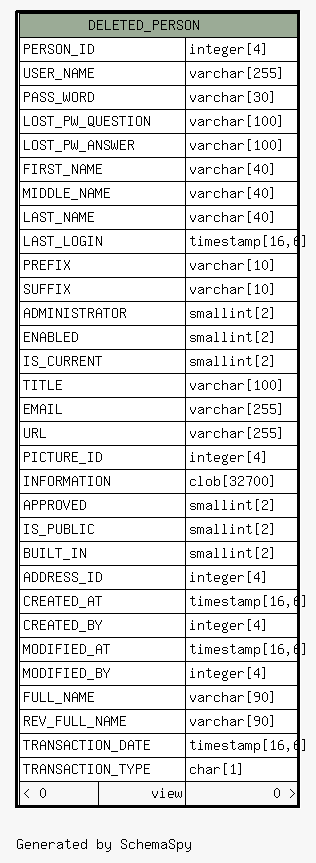 DELETED_PERSON
PERSON_ID integer[4]
USER_NAME varchar[255]
PASS_WORD varchar[30]
LOST_PW_QUESTION varchar[100]
LOST_PW_ANSWER varchar[100]
FIRST_NAME varchar[40]
MIDDLE_NAME varchar[40]
LAST_NAME varchar[40]
LAST_LOGIN timestamp[16,6]
PREFIX varchar[10]
SUFFIX varchar[10]
ADMINISTRATOR smallint[2]
ENABLED smallint[2]
IS_CURRENT smallint[2]
TITLE varchar[100]
EMAIL varchar[255]
URL varchar[255]
PICTURE_ID integer[4]
INFORMATION clob[32700]
APPROVED smallint[2]
IS_PUBLIC smallint[2]
BUILT_IN smallint[2]
ADDRESS_ID integer[4]
CREATED_AT timestamp[16,6]
CREATED_BY integer[4]
MODIFIED_AT timestamp[16,6]
MODIFIED_BY integer[4]
FULL_NAME varchar[90]
REV_FULL_NAME varchar[90]
TRANSACTION_DATE timestamp[16,6]
TRANSACTION_TYPE char[1]
< 0 view 0 >
Generated by SchemaSpy